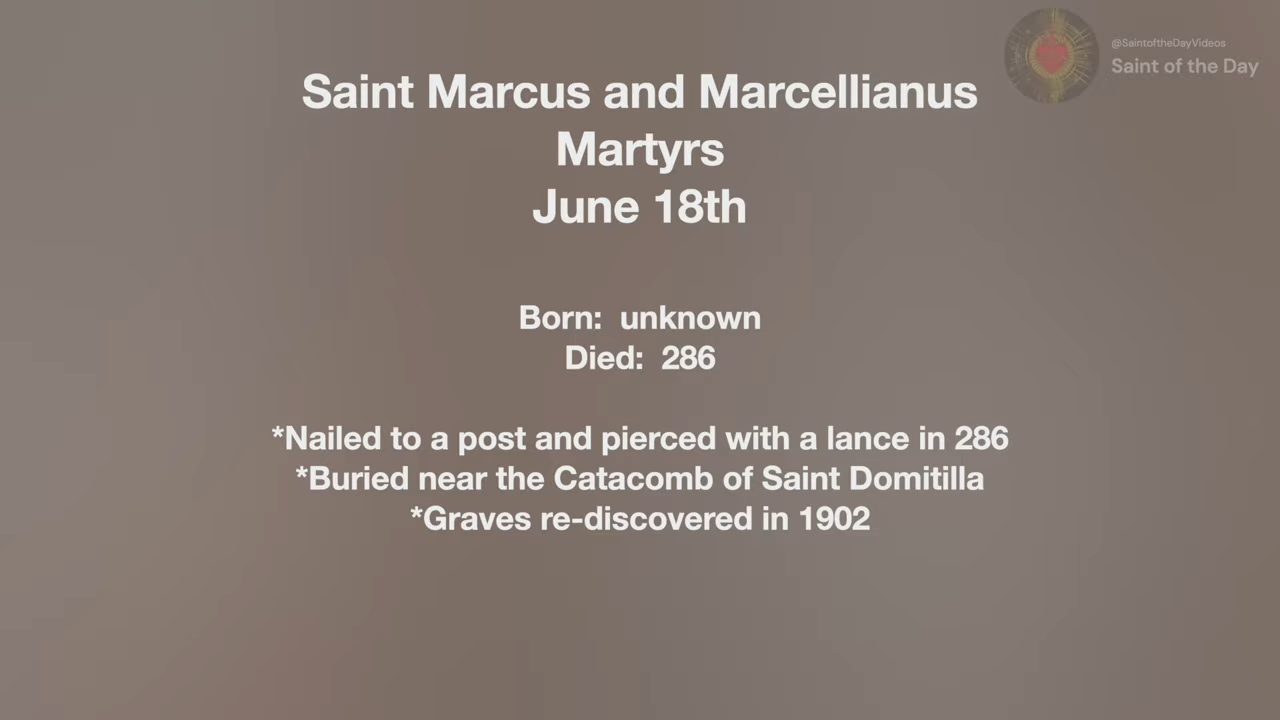 @SaintoftheDayVideos
Saint of the Day
Saint Marcus and Marcellianus
Martyrs
June 18th
Born: unknown
Died: 286
*Nailed to a post and pierced with a lance in 286
*Buried near the Catacomb of Saint Domitilla
*Graves re-discovered in 1902